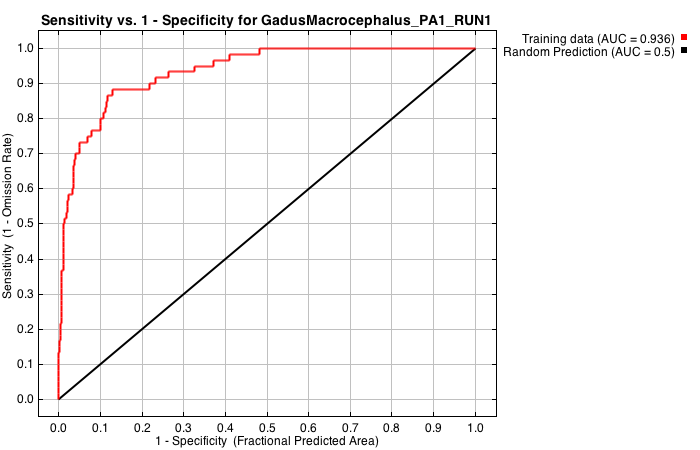 Sensitivity vs. 1 - Specificity for GadusMacrocephalus_PA1_RUN1
Training data (AUC = 0.936)
Random Prediction (AUC = 0.5)
Sensitivity (1 - Omission Rate)
1.0
0.9
0.8
0.7
0.6
0.5
0.4
0.3
0.2
0.1
0.0
0.0 0.1 0.2 0.3 0.4 0.5 0.6 0.7 0.8 0.9 1.0
1 - Specificity (Fractional Predicted Area)